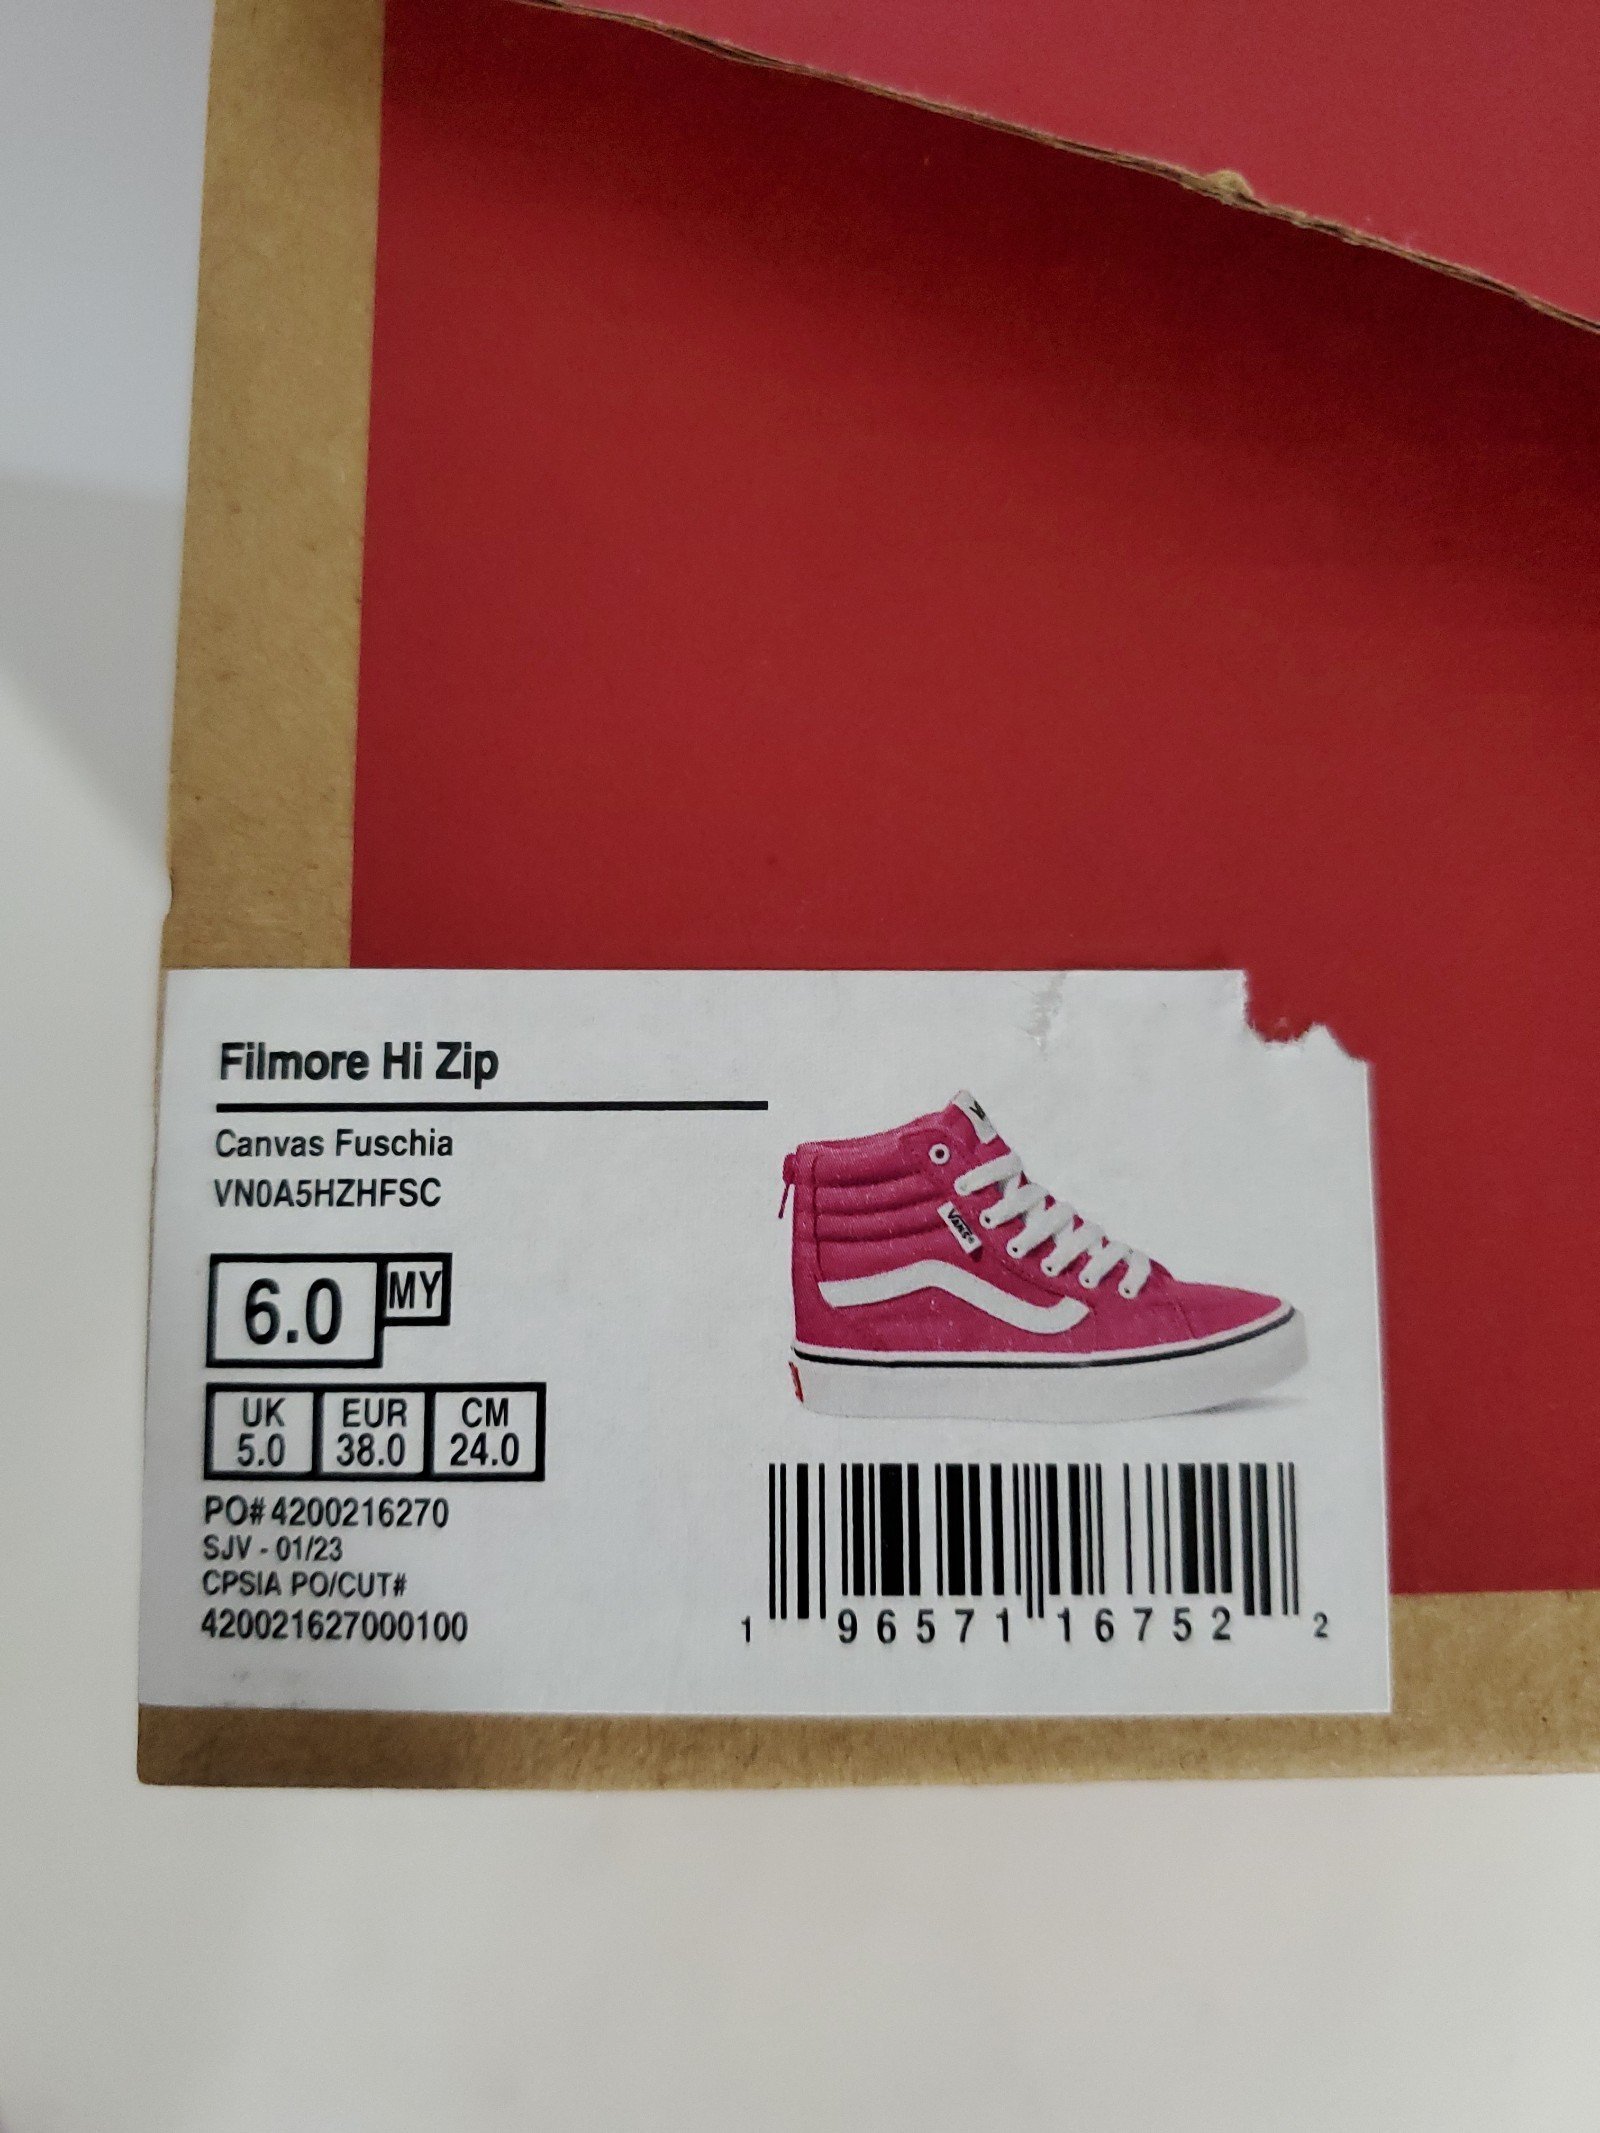 Filmore Hi Zip
Canvas Fuschia
VN0A5HZHFSC
6.0 MY
UK EUR CM
5.0 38.0 24.0
PO# 4200216270
SJV - 01/23
CPSIA PO/CUT#
420021627000100
VANS
1 96571 16752 2